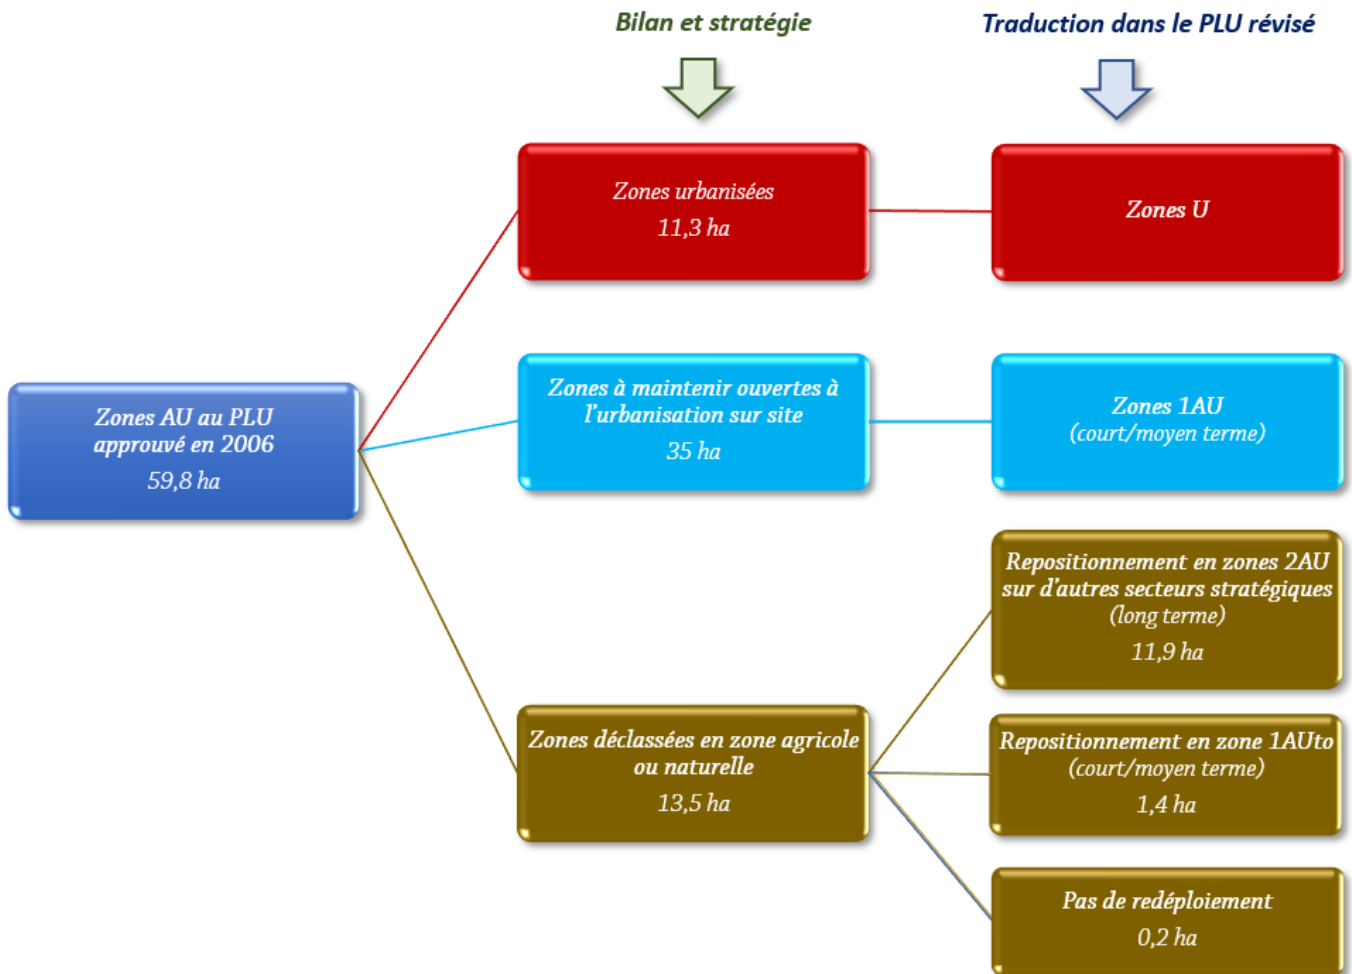 Bilan et stratégie
Traduction dans le PLU révisé
Zones urbanisées
11,3 ha
Zones U
Zones AU au PLU
approuvé en 2006
59,8 ha
Zones à maintenir ouvertes à
l'urbanisation sur site
35 ha
Zones 1AU
(court/moyen terme)
Zones déclassées en zone agricole
ou naturelle
13,5 ha
Repositionnement en zones 2AU
sur d'autres secteurs stratégiques
(long terme)
11,9 ha
Repositionnement en zone 1AUto
(court/moyen terme)
1,4 ha
Pas de redéploiement
0,2 ha